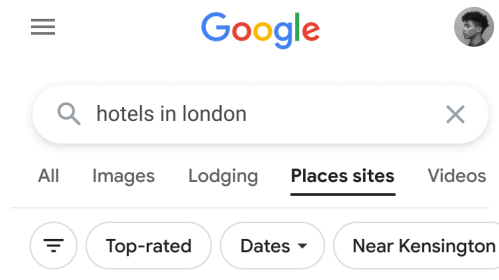 Google
hotels in london
All Images Lodging Places sites Videos
Top-rated Dates Near Kensington